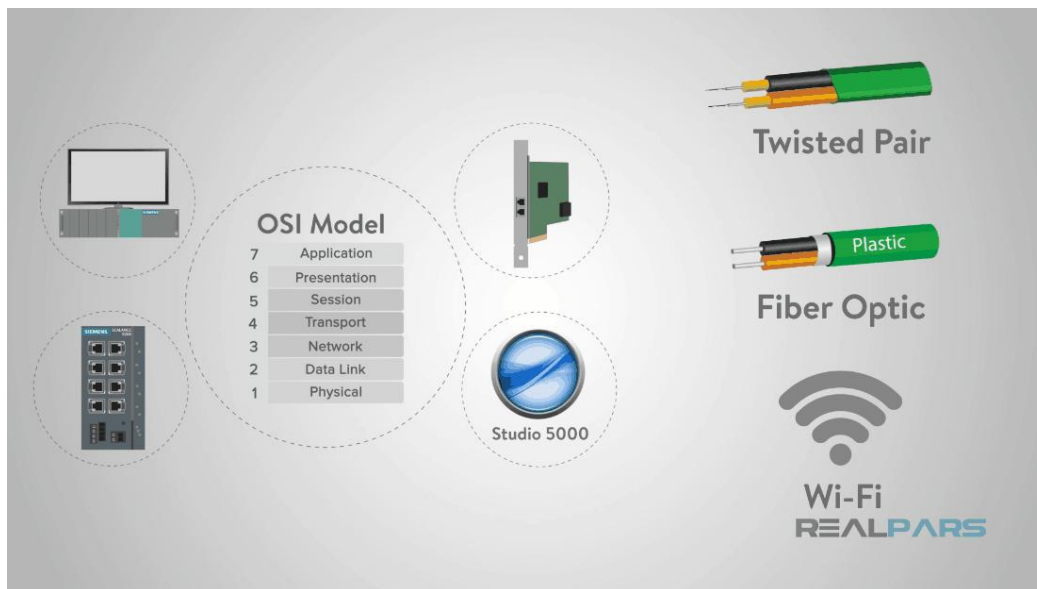 OSI Model
7 Application
6 Presentation
5 Session
4 Transport
3 Network
2 Data Link
1 Physical
SIEMENS
Studio 5000
Twisted Pair
Plastic
Fiber Optic
Wi-Fi
REALPARS